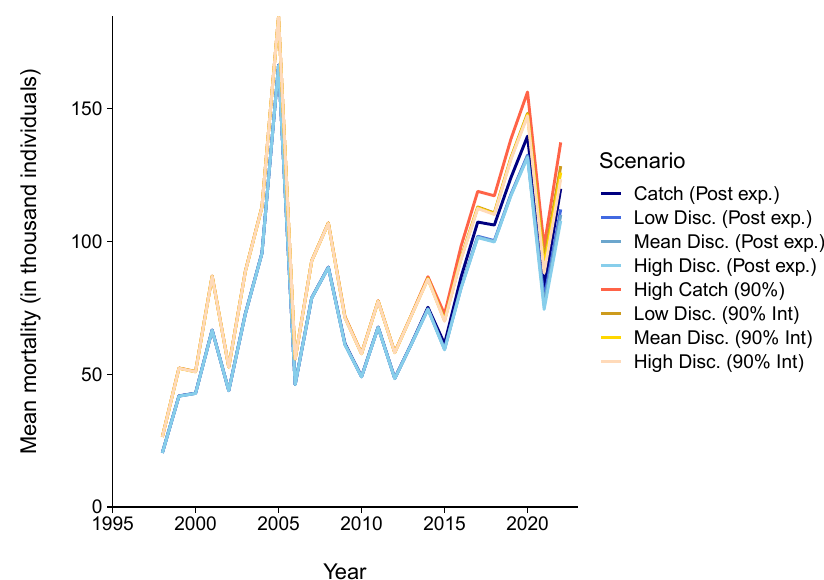 Mean mortality (in thousand individuals)
150
100
50
0
1995
2000
2005
2010
2015
2020
Year
Scenario
Catch (Post exp.)
Low Disc. (Post exp.)
Mean Disc. (Post exp.)
High Disc. (Post exp.)
High Catch (90%)
Low Disc. (90% Int)
Mean Disc. (90% Int)
High Disc. (90% Int)